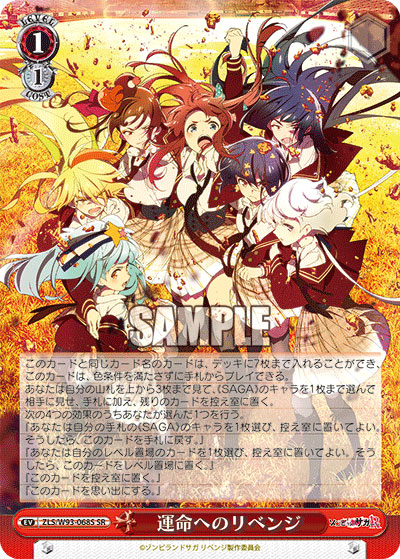 LEVEL
1
1
COST
SAMPLE
このカードと同じカード名のカードは、デッキに7枚まで入れることができ、
このカードは、色条件を満たさずに手札からプレイできる。
あなたは自分の山札を上から3枚まで見て、《SAGA》のキャラを1枚まで選んで
相手に見せ、手札に加え、残りのカードを控え室に置く。
次の4つの効果のうちあなたが選んだ1つを行う。
『あなたは自分の手札の《SAGA》のキャラを1枚選び、控え室に置いてよい。
そうしたら、このカードを手札に戻す。』
『あなたは自分のレベル置場のカードを1枚選び、控え室に置いてよい。そ
うしたら、このカードをレベル置場に置く。』
『このカードを控え室に置く。』
『このカードを思い出にする。』
EV
ZLS/W93-068S SR
運命へのリベンジ
©ゾンビランドサガ リベンジ製作委員会